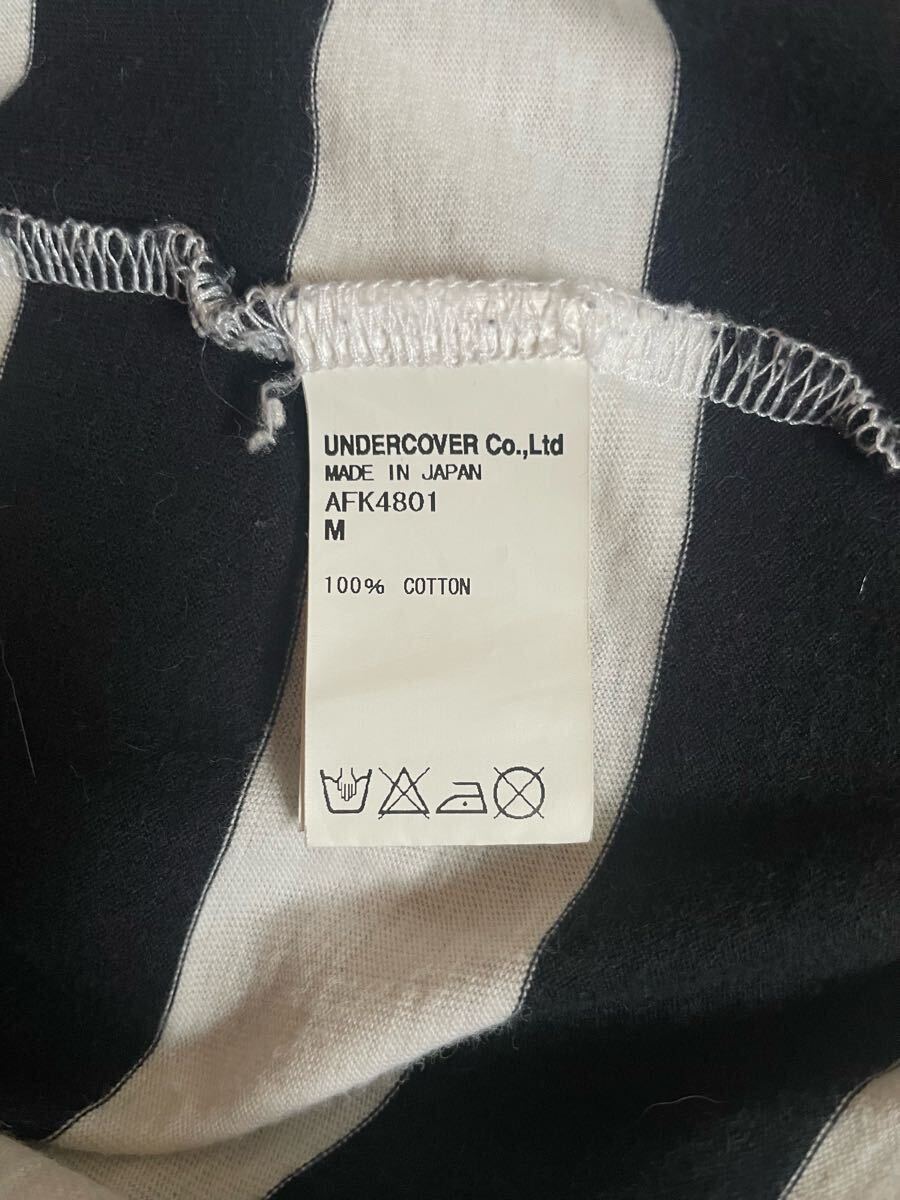 UNDERCOVER Co.,Ltd
MADE IN JAPAN
AFK4801
M
100% COTTON